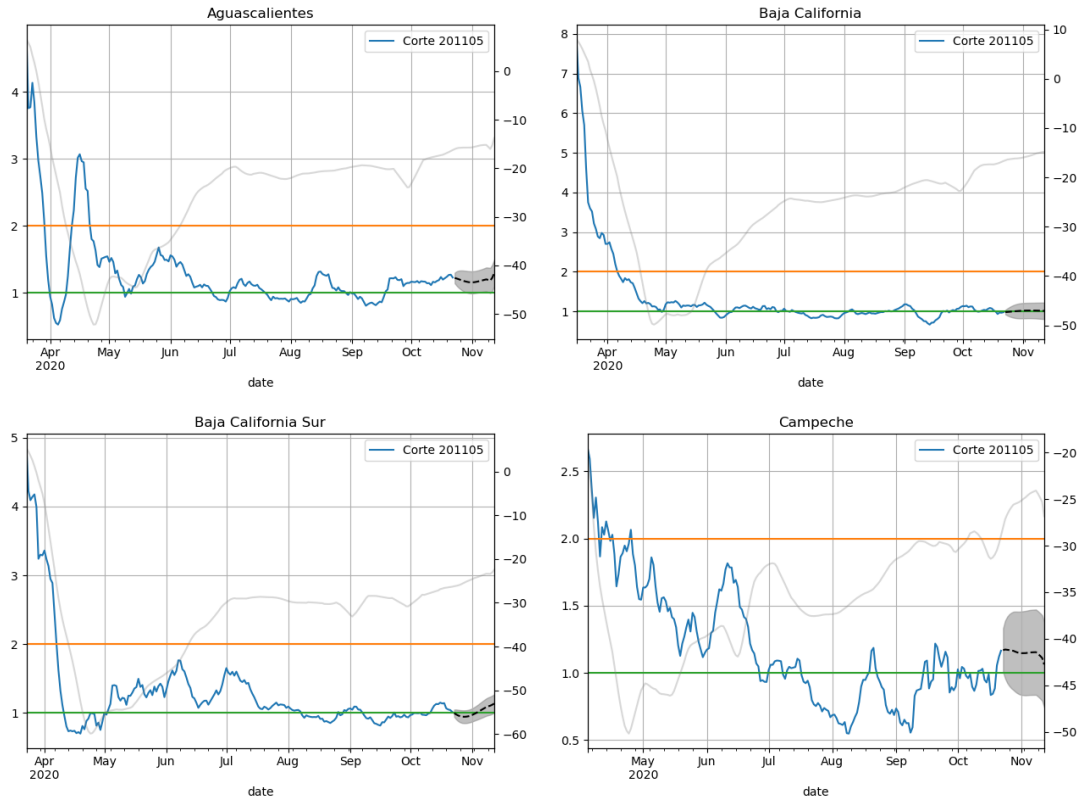 Aguascalientes
Corte 201105
4
3
2
1
0
−10
−20
−30
−40
−50
Apr
2020
May
Jun
Jul
Aug
Sep
Oct
Nov
date
Baja California
Corte 201105
8
7
6
5
4
3
2
1
10
0
−10
−20
−30
−40
−50
Apr
2020
May
Jun
Jul
Aug
Sep
Oct
Nov
date
Baja California Sur
Corte 201105
5
4
3
2
1
0
−10
−20
−30
−40
−50
−60
Apr
2020
May
Jun
Jul
Aug
Sep
Oct
Nov
date
Campeche
Corte 201105
2.5
2.0
1.5
1.0
0.5
−20
−25
−30
−35
−40
−45
−50
May
2020
Jun
Jul
Aug
Sep
Oct
Nov
date